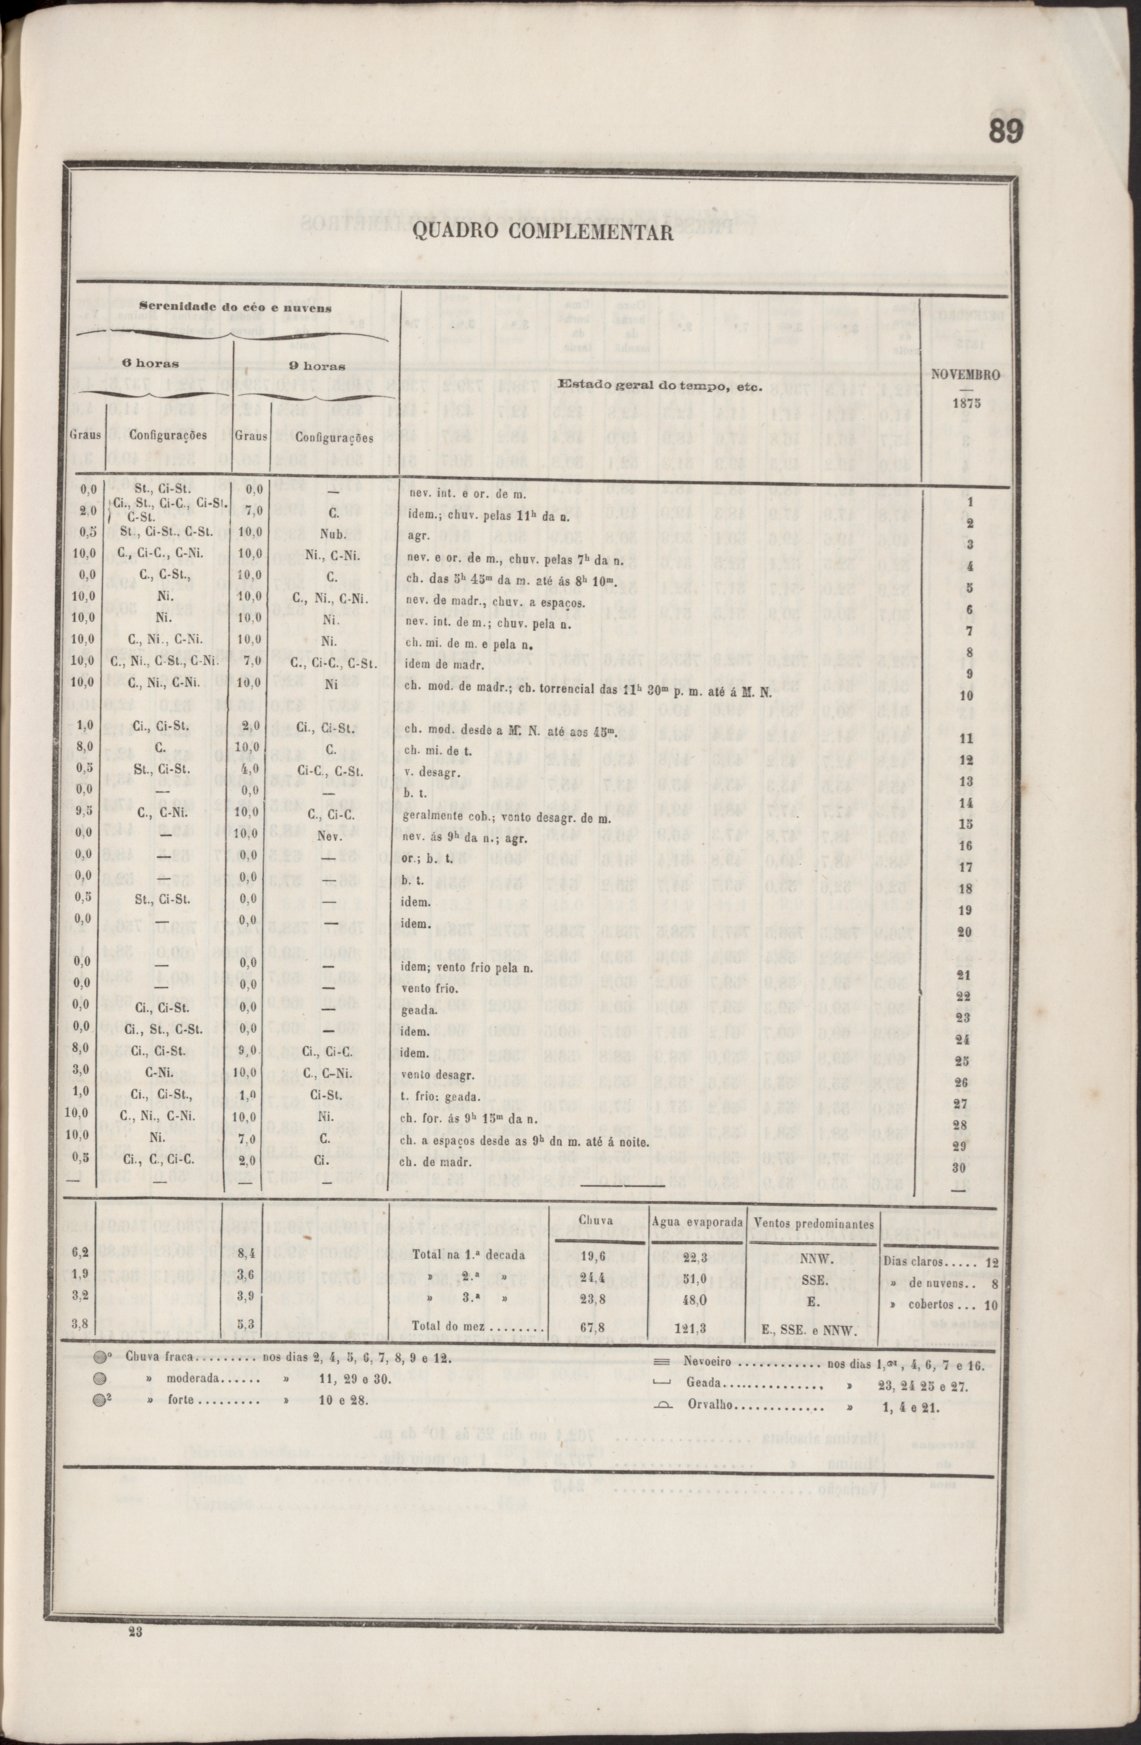 89
QUADRO COMPLEMENTAR
Serenidade do céo e nuvens
6 horas 9 horas Estado geral do tempo, etc. NOVEMBRO
—
1875
Graus Configurações Graus Configurações
0,0 St., Ci-St. 0,0 — nev. int. e or. de m. 1
2,0 Ci., St., Ci-C., Ci-St. C-St. 7,0 C. idem.; chuv. pelas 11h da n. 2
0,5 St., Ci-St., C-St. 10,0 Nub. agr. 3
10,0 C., Ci-C., C-Ni. 10,0 Ni., C-Ni. nev. e or. de m., chuv. pelas 7h da n. 4
0,0 C., C-St., 10,0 C. ch. das 5h 45m da m. até ás 8h 10m. 5
10,0 Ni. 10,0 C., Ni., C-Ni. nev. de madr., chuv. a espaços. 6
10,0 Ni. 10,0 Ni. nev. int. de m.; chuv. pela n. 7
10,0 C., Ni., C-Ni. 10,0 Ni. ch. mi. de m. e pela n. 8
10,0 C., Ni., C-St., C-Ni. 7,0 C., Ci-C., C-St. idem de madr. 9
10,0 C., Ni., C-Ni. 10,0 Ni ch. mod. de madr.; ch. torrencial das 11h 30m p. m. até á M. N. 10
1,0 Ci., Ci-St. 2,0 Ci., Ci-St. ch. mod. desde a M. N. até aos 45m. 11
8,0 C. 10,0 C. ch. mi. de t. 12
0,5 St., Ci-St. 4,0 Ci-C., C-St. v. desagr. 13
0,0 — 0,0 — b. t. 14
9,5 C., C-Ni. 10,0 C., Ci-C. geralmente cob.; vento desagr. de m. 15
0,0 — 10,0 Nev. nev. ás 9h da n.; agr. 16
0,0 — 0,0 — or.; b. t. 17
0,0 — 0,0 — b. t. 18
0,5 St., Ci-St. 0,0 — idem. 19
0,0 — 0,0 — idem. 20
0,0 — 0,0 — idem; vento frio pela n. 21
0,0 — 0,0 — vento frio. 22
0,0 Ci., Ci-St. 0,0 — geada. 23
0,0 Ci., St., C-St. 0,0 — idem. 24
8,0 Ci., Ci-St. 9,0 Ci., Ci-C. idem. 25
3,0 C-Ni. 10,0 C., C-Ni. vento desagr. 26
1,0 Ci., Ci-St., 1,0 Ci-St. t. frio; geada. 27
10,0 C., Ni., C-Ni. 10,0 Ni. ch. for. ás 9h 15m da n. 28
10,0 Ni. 7,0 C. ch. a espaços desde as 9h dn m. até á noite. 29
0,5 Ci., C., Ci-C. 2,0 Ci. ch. de madr. 30
— — — — —
Chuva Agua evaporada Ventos predominantes
6,2 8,4 Total na 1.a decada 19,6 22,3 NNW. Dias claros..... 12
1,9 3,6 » 2.a » 24,4 51,0 SSE. » de nuvens.. 8
3,2 3,9 » 3.a » 23,8 48,0 E. » cobertos ... 10
3,8 5,3 Total do mez ........ 67,8 121,3 E., SSE. e NNW.
Chuva fraca......... nos dias 2, 4, 5, 6, 7, 8, 9 e 12.
» moderada...... » 11, 29 e 30.
2 » forte ......... » 10 e 28.
Nevoeiro ............ nos dias 1, , 4, 6, 7 e 16.
Geada.............. » 23, 24 25 e 27.
Orvalho............. » 1, 4 e 21.
23